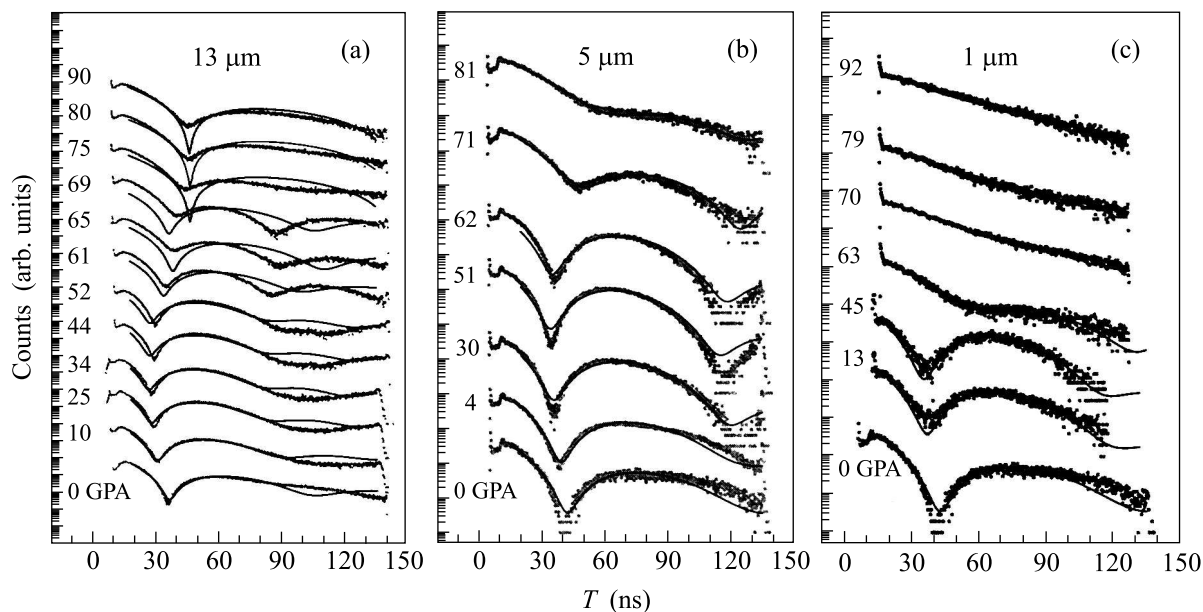 13 μm (a)
90
80
75
69
65
61
52
44
34
25
10
0 GPA
5 μm (b)
81
71
62
51
30
4
0 GPA
1 μm (c)
92
79
70
63
45
13
0 GPA
Counts (arb. units)
0 30 60 90 120 150
0 30 60 90 120 150
0 30 60 90 120 150
T (ns)